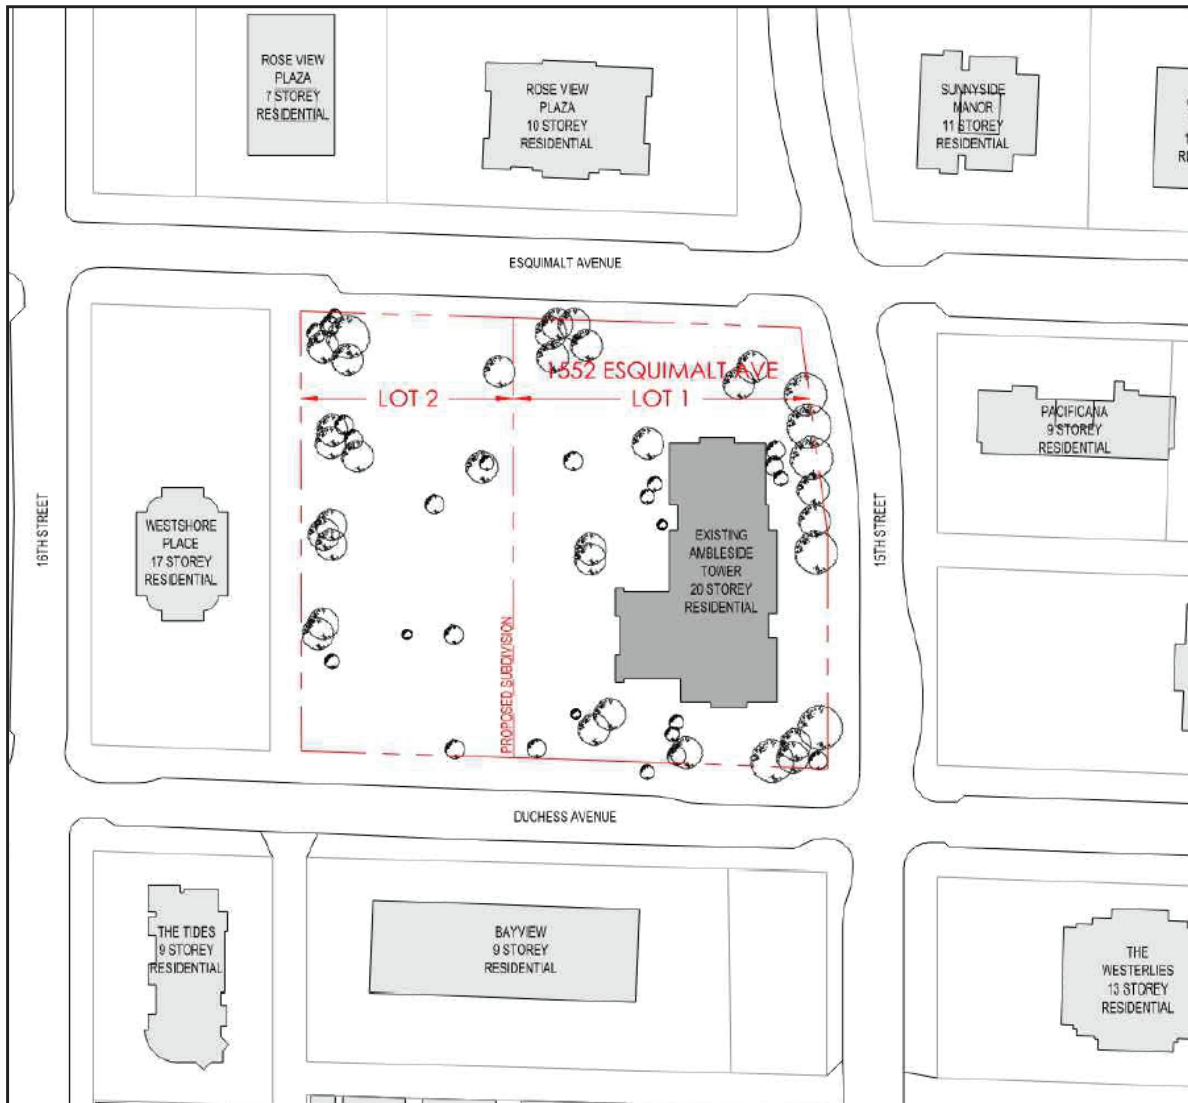 ROSE VIEW
PLAZA
7 STOREY
RESIDENTIAL
ROSE VIEW
PLAZA
10 STOREY
RESIDENTIAL
SUNNYSIDE
MANOR
11 STOREY
RESIDENTIAL
ESQUIMALT AVENUE
1552 ESQUIMALT AVE
LOT 2
LOT 1
PACIFICANA
9 STOREY
RESIDENTIAL
16TH STREET
WESTSHORE
PLACE
17 STOREY
RESIDENTIAL
EXISTING
AMBLESIDE
TOWER
20 STOREY
RESIDENTIAL
15TH STREET
PROPOSED SUBDIVISION
DUCHESS AVENUE
THE TIDES
9 STOREY
RESIDENTIAL
BAYVIEW
9 STOREY
RESIDENTIAL
THE
WESTERLIES
13 STOREY
RESIDENTIAL